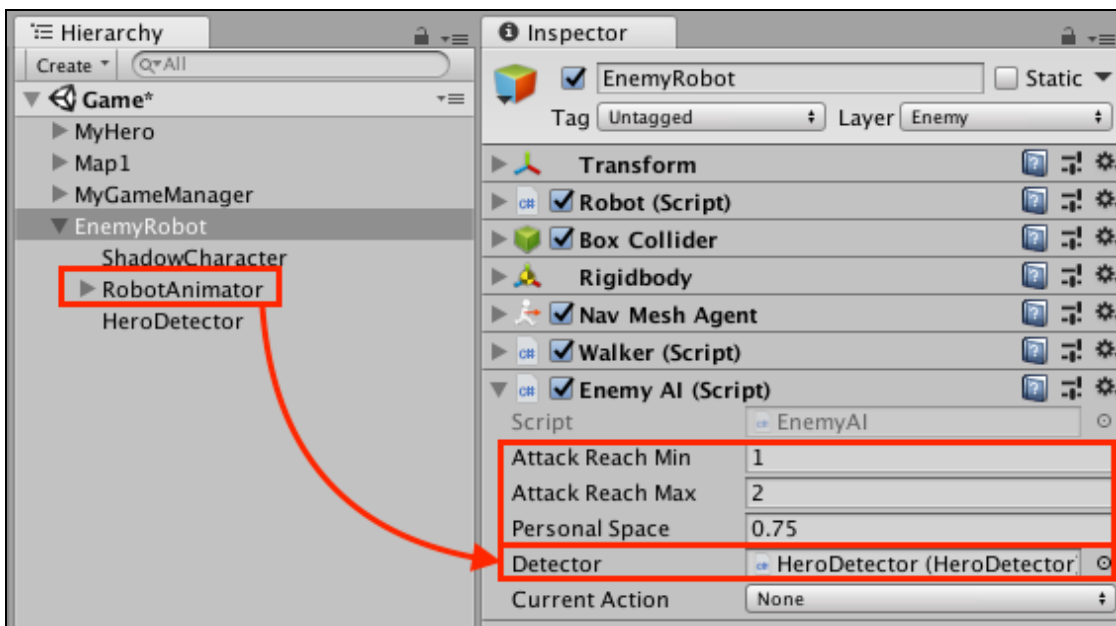 Hierarchy
Create
All
Game*
MyHero
Map1
MyGameManager
EnemyRobot
ShadowCharacter
RobotAnimator
HeroDetector
Inspector
EnemyRobot
Static
Tag Untagged Layer Enemy
Transform
c# Robot (Script)
Box Collider
Rigidbody
Nav Mesh Agent
c# Walker (Script)
c# Enemy AI (Script)
Script EnemyAI
Attack Reach Min 1
Attack Reach Max 2
Personal Space 0.75
Detector HeroDetector (HeroDetector)
Current Action None